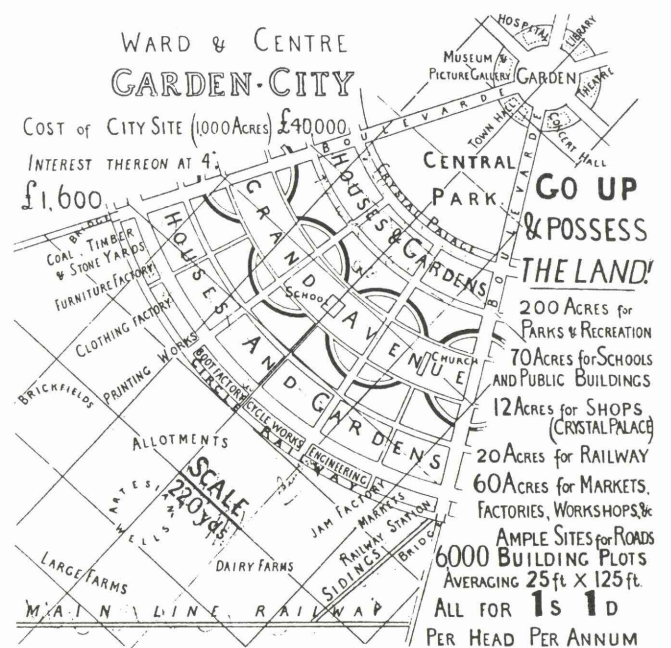 WARD & CENTRE
GARDEN·CITY
COST of CITY SITE (1,000 ACRES) £40,000
INTEREST THEREON AT 4%
£1,600
HOSPITAL
LIBRARY
MUSEUM &
PICTURE GALLERY
GARDEN
THEATRE
TOWN HALL
CONCERT HALL
BOULEVARDE
BOULEVARDE
CENTRAL
PARK
CRYSTAL PALACE
HOUSES & GARDENS
GRANDE AVENUE
SCHOOL
CHURCH
HOUSES AND GARDENS
BRIDGE
COAL, TIMBER
& STONE YARDS
FURNITURE FACTORY
CLOTHING FACTORY
PRINTING WORKS
BOOT FACTORY
CYCLE WORKS
ENGINEERING
JAM FACTORY
MARKETS
CIRCLE RAILWAY
RAILWAY STATION
SIDINGS
BRIDGE
BRICKFIELDS
ALLOTMENTS
SCALE
220 yds
ARTESIAN
WELLS
LARGE FARMS
DAIRY FARMS
MAIN LINE RAILWAY
GO UP
& POSSESS
THE LAND!
200 ACRES for
PARKS & RECREATION
70 ACRES for SCHOOLS
AND PUBLIC BUILDINGS
12 ACRES for SHOPS
(CRYSTAL PALACE)
20 ACRES for RAILWAY
60 ACRES for MARKETS,
FACTORIES, WORKSHOPS, &c
AMPLE SITES for ROADS
6000 BUILDING PLOTS
AVERAGING 25 ft X 125 ft.
ALL FOR 1S 1D
PER HEAD PER ANNUM